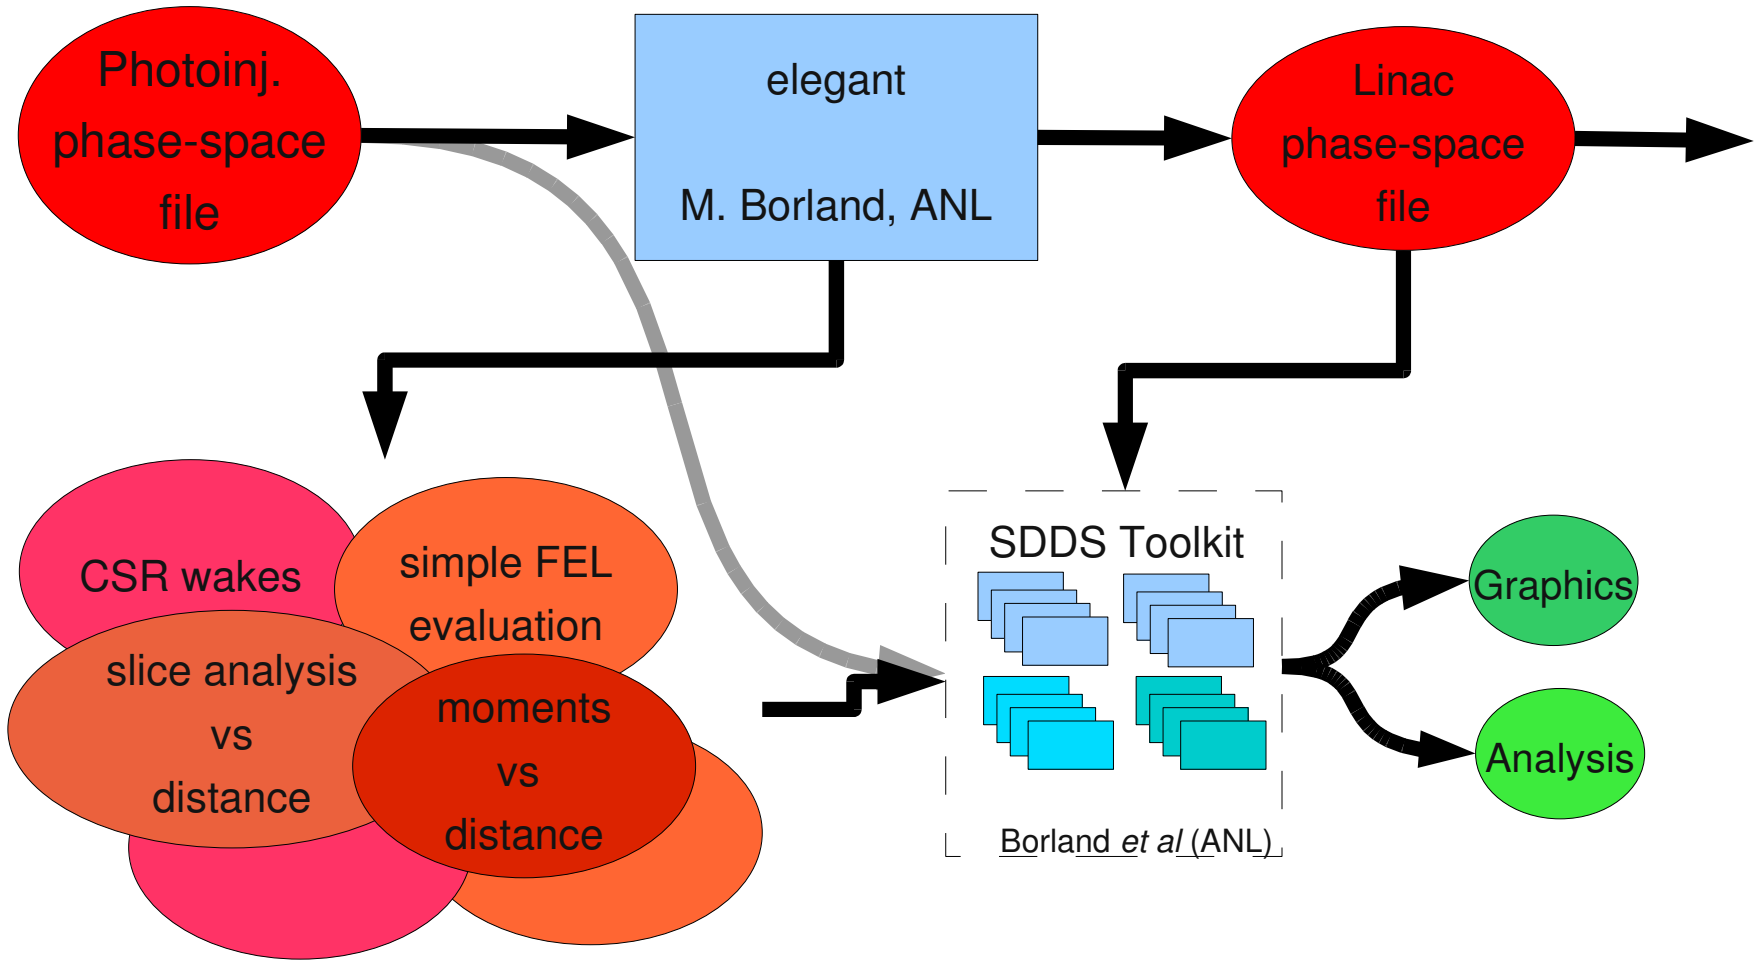 Photoinj.
phase-space
file
elegant
M. Borland, ANL
Linac
phase-space
file
CSR wakes
simple FEL
evaluation
slice analysis
vs
distance
moments
vs
distance
SDDS Toolkit
Borland et al (ANL)
Graphics
Analysis